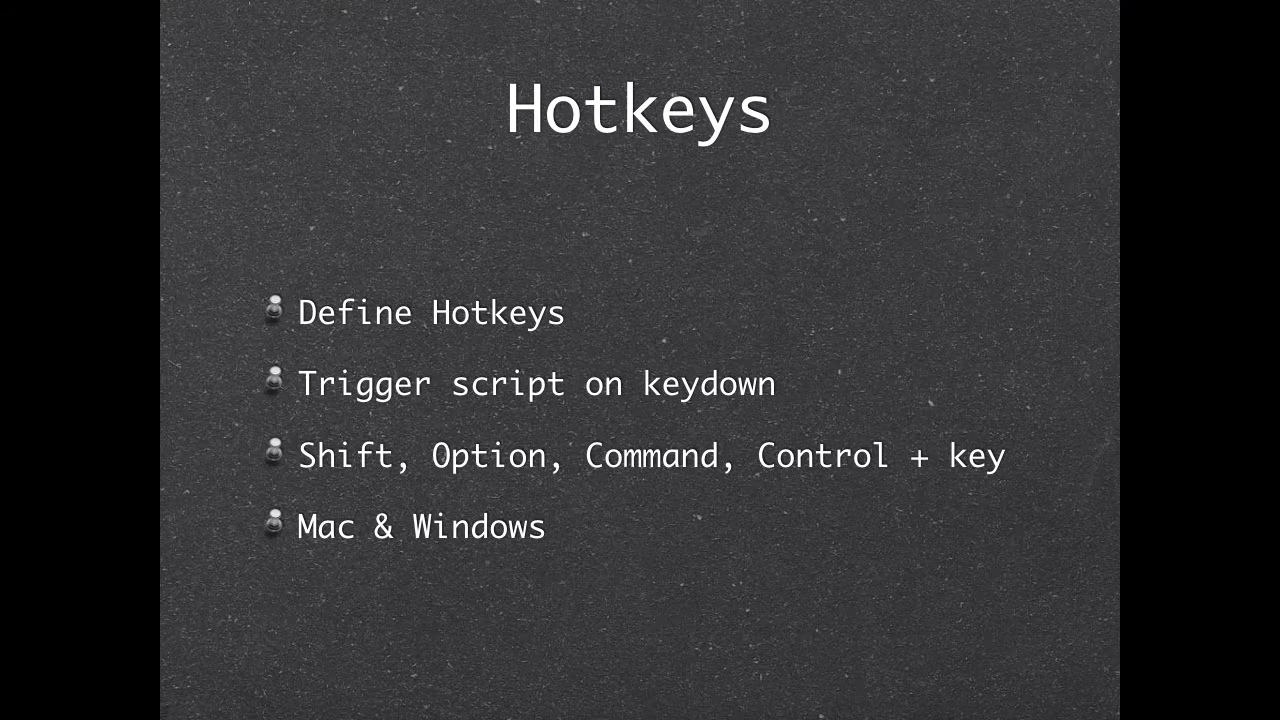 Hotkeys
Define Hotkeys
Trigger script on keydown
Shift, Option, Command, Control + key
Mac & Windows